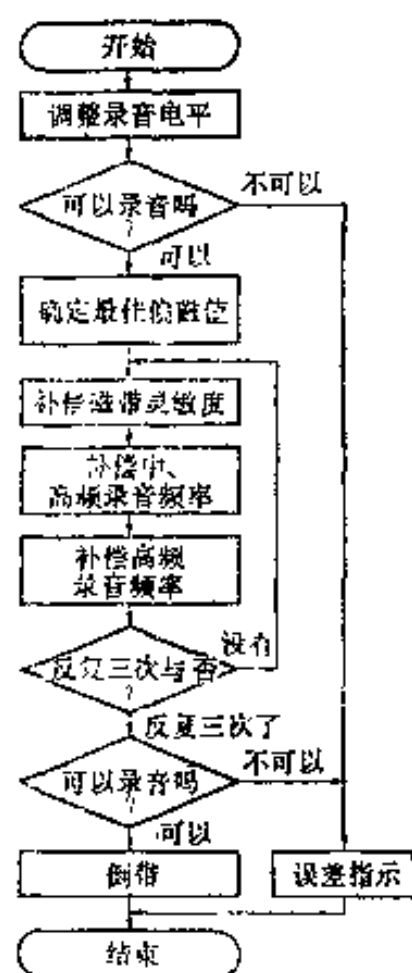 开始
调整录音电平
可以录音吗
?
不可以
可以
确定最佳偏磁值
补偿磁带灵敏度
补偿中、
高频录音频率
补偿高频
录音频率
没有
反复三次与否
?
反复三次了
可以录音吗
?
不可以
可以
倒带
误差指示
结束